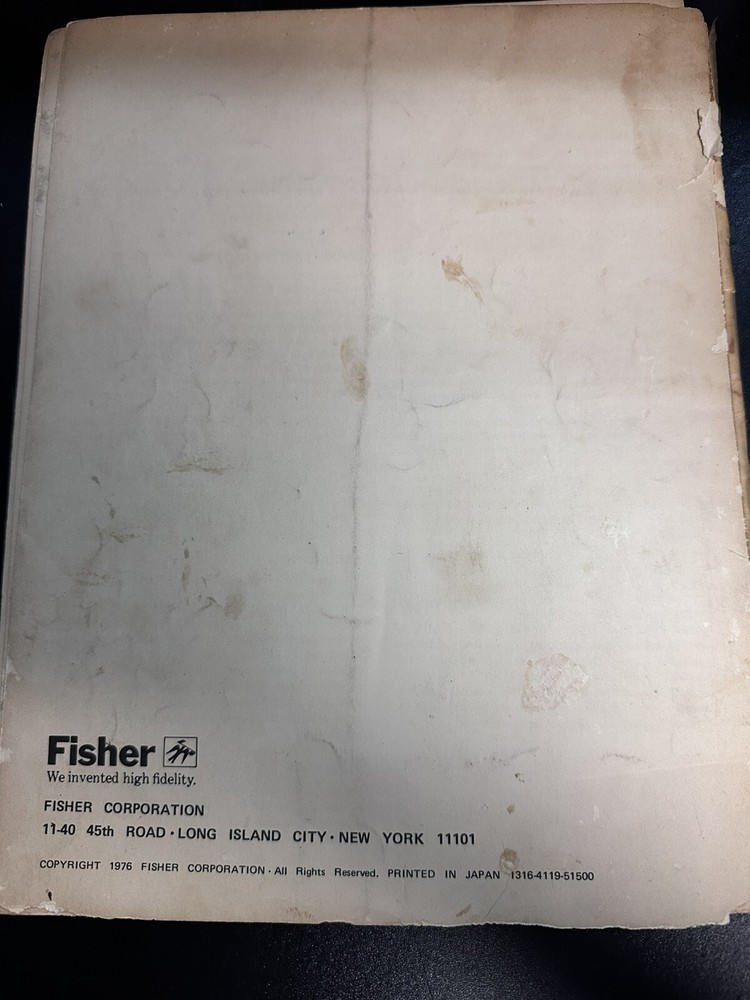 Fisher
We invented high fidelity.
FISHER CORPORATION
11-40 45th ROAD · LONG ISLAND CITY · NEW YORK 11101
COPYRIGHT 1976 FISHER CORPORATION · All Rights Reserved. PRINTED IN JAPAN I316-4119-51500